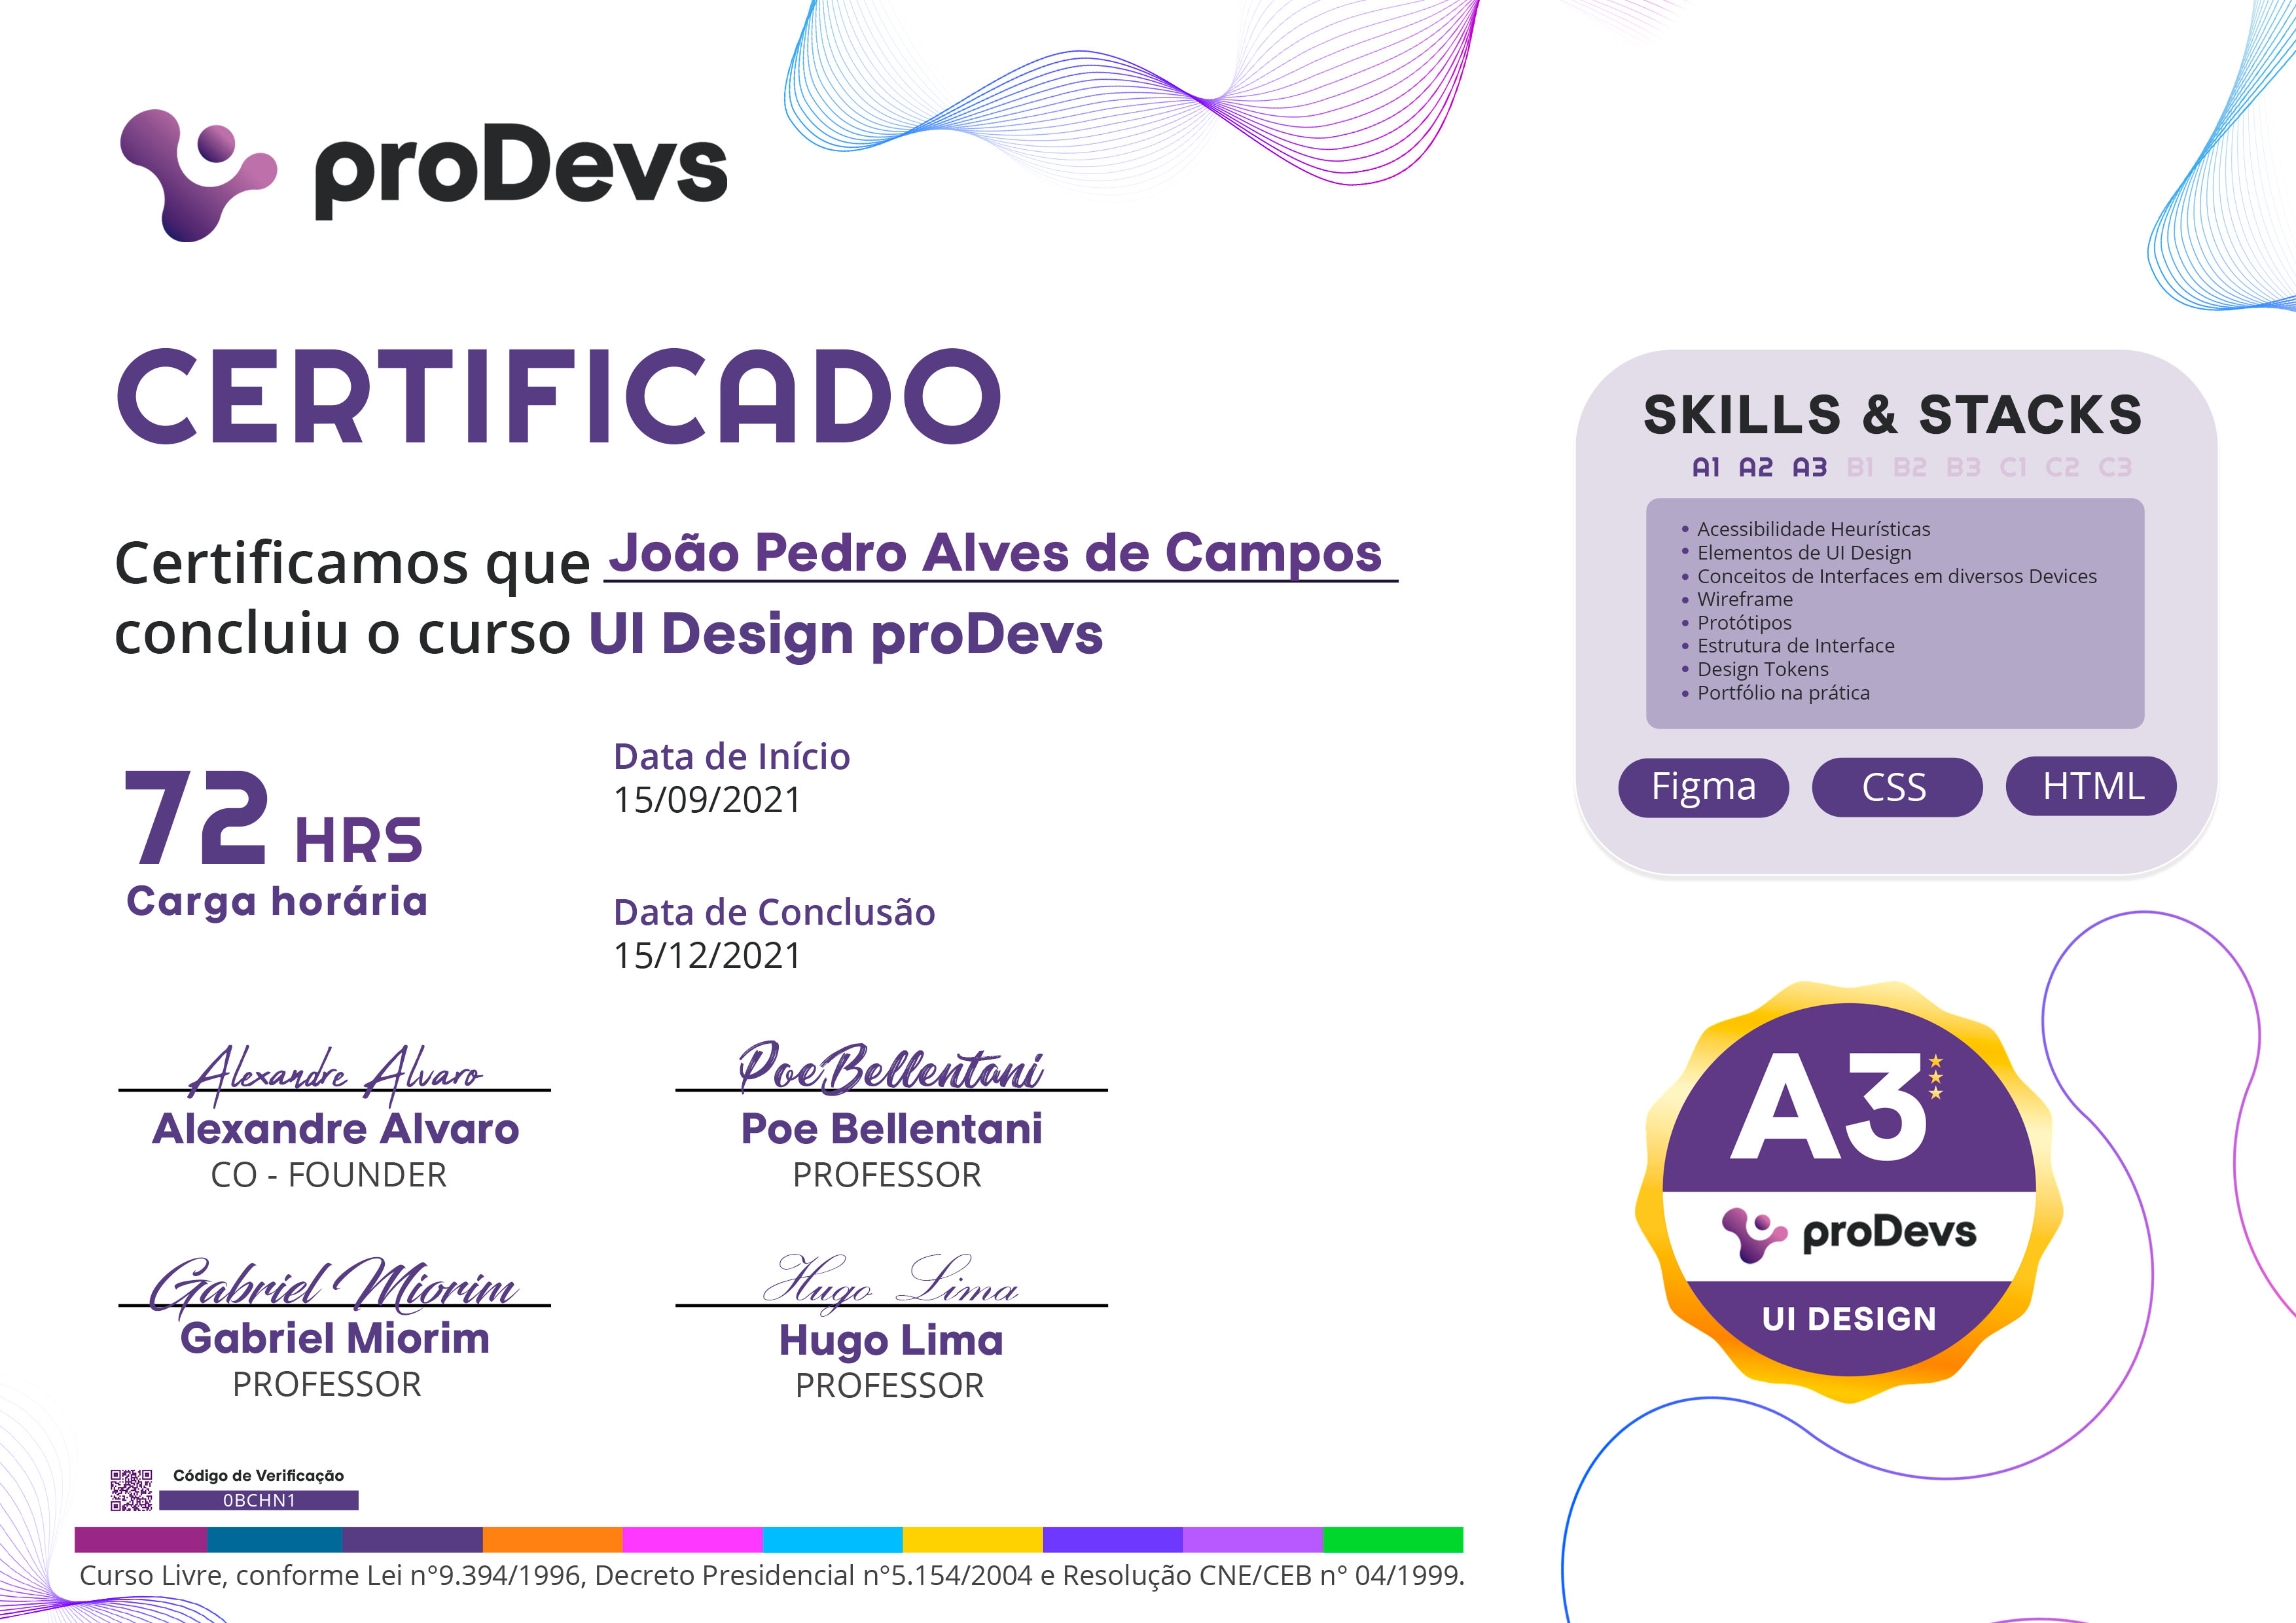 proDevs
CERTIFICADO
Certificamos que João Pedro Alves de Campos
concluiu o curso UI Design proDevs
72 HRS
Carga horária
Data de Início
15/09/2021
Data de Conclusão
15/12/2021
Alexandre Alvaro
Alexandre Alvaro
CO - FOUNDER
Poe Bellentani
Poe Bellentani
PROFESSOR
Gabriel Miorim
Gabriel Miorim
PROFESSOR
Hugo Lima
Hugo Lima
PROFESSOR
Código de Verificação
0BCHN1
Curso Livre, conforme Lei n°9.394/1996, Decreto Presidencial n°5.154/2004 e Resolução CNE/CEB n° 04/1999.
SKILLS & STACKS
A1 A2 A3 B1 B2 B3 C1 C2 C3
• Acessibilidade Heurísticas
• Elementos de UI Design
• Conceitos de Interfaces em diversos Devices
• Wireframe
• Protótipos
• Estrutura de Interface
• Design Tokens
• Portfólio na prática
Figma CSS HTML
A3
proDevs
UI DESIGN